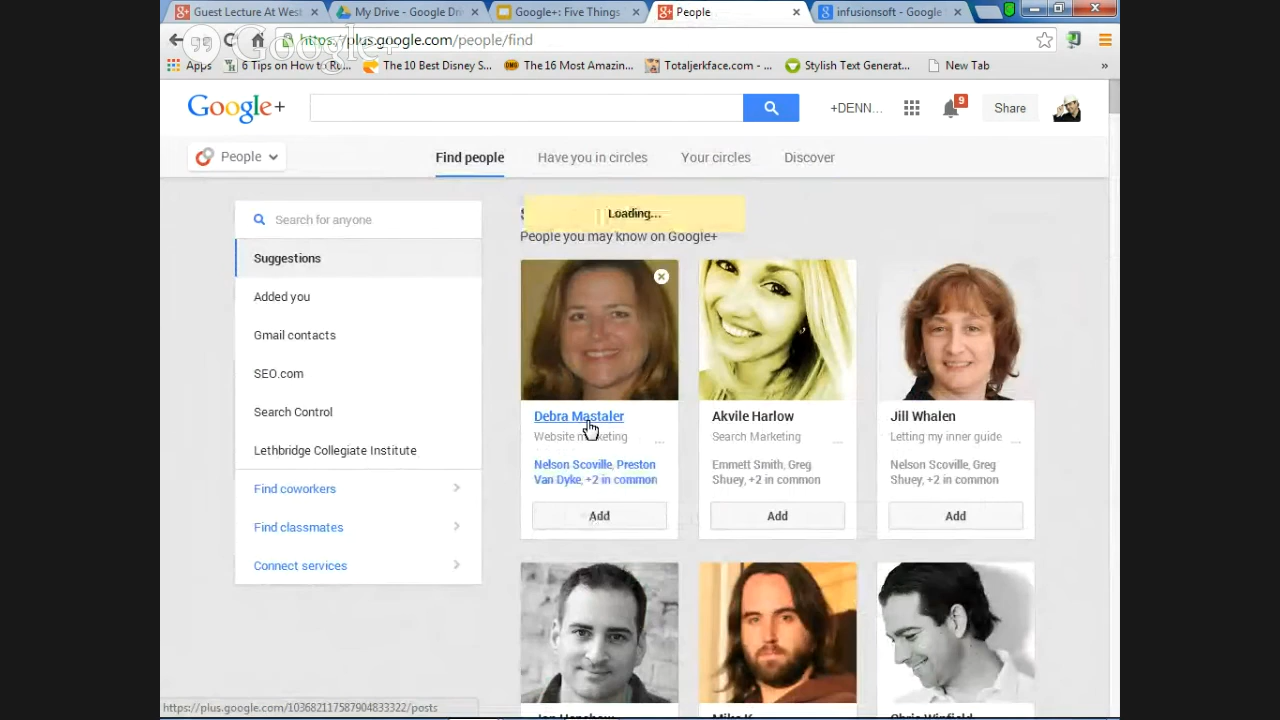 Guest Lecture At West
My Drive - Google Dri
Google+: Five Things
People
infusionsoft - Google
https://plus.google.com/people/find
Google+
Apps
6 Tips on How to R...
The 10 Best Disney S...
The 16 Most Amazin...
Totaljerkface.com - ...
Stylish Text Generat...
New Tab
»
Google+
+DENN...
9
Share
People
Find people
Have you in circles
Your circles
Discover
Search for anyone
Suggestions
Added you
Gmail contacts
SEO.com
Search Control
Lethbridge Collegiate Institute
Find coworkers
Find classmates
Connect services
Loading...
People you may know on Google+
Debra Mastaler
Website marketing ...
Nelson Scoville, Preston
Van Dyke, +2 in common
Add
Akvile Harlow
Search Marketing ...
Emmett Smith, Greg
Shuey, +2 in common
Add
Jill Whalen
Letting my inner guide ...
Nelson Scoville, Greg
Shuey, +2 in common
Add
https://plus.google.com/103682117587904833322/posts